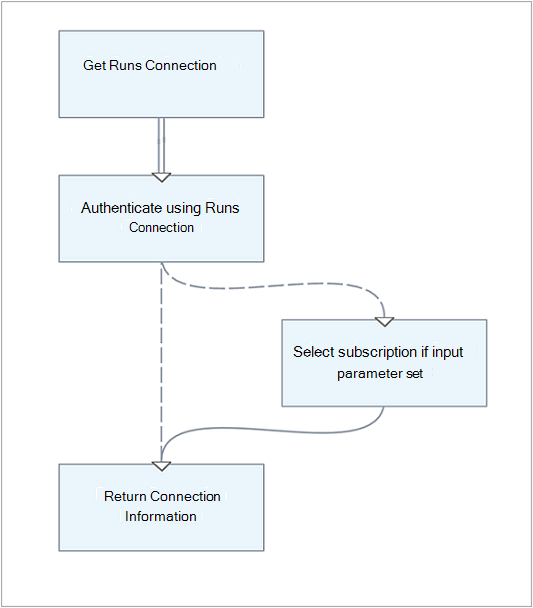 Get Runs Connection
Authenticate using Runs
Connection
Select subscription if input
parameter set
Return Connection
Information